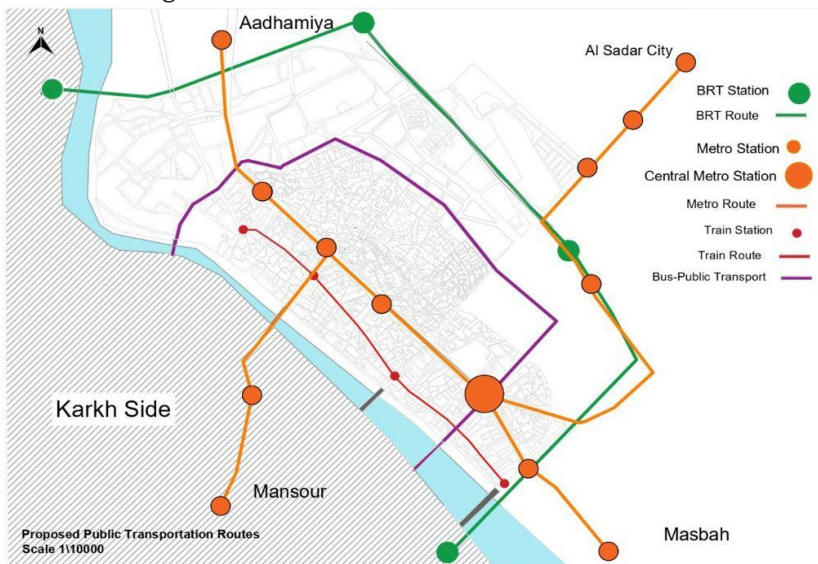 Aadhamiya
Al Sadar City
BRT Station
BRT Route
Metro Station
Central Metro Station
Metro Route
Train Station
Train Route
Bus-Public Transport
A
N
Karkh Side
Mansour
Masbah
Proposed Public Transportation Routes
Scale 1\10000